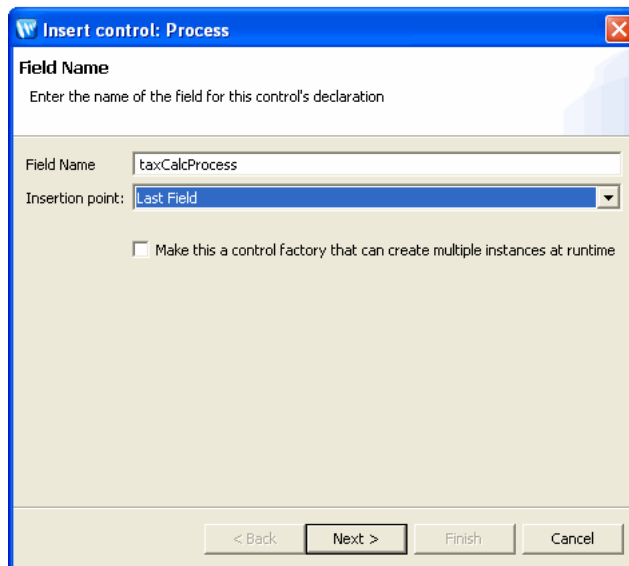 Insert control: Process
Field Name
Enter the name of the field for this control's declaration
Field Name taxCalcProcess
Insertion point: Last Field
Make this a control factory that can create multiple instances at runtime
< Back Next > Finish Cancel